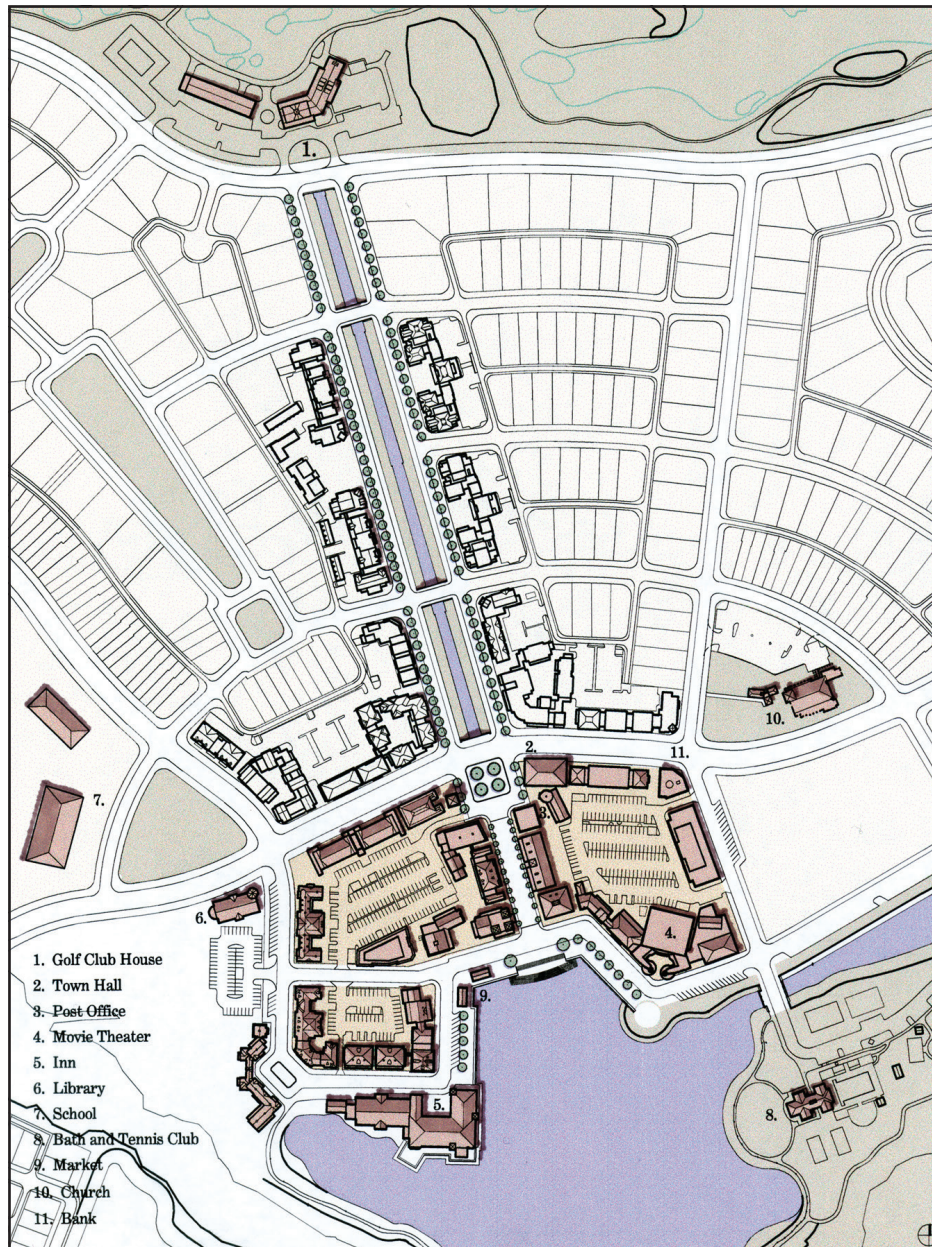 1.
2.
11.
3.
10.
7.
6.
4.
9.
5.
8.
1. Golf Club House
2. Town Hall
3. Post Office
4. Movie Theater
5. Inn
6. Library
7. School
8. Bath and Tennis Club
9. Market
10. Church
11. Bank